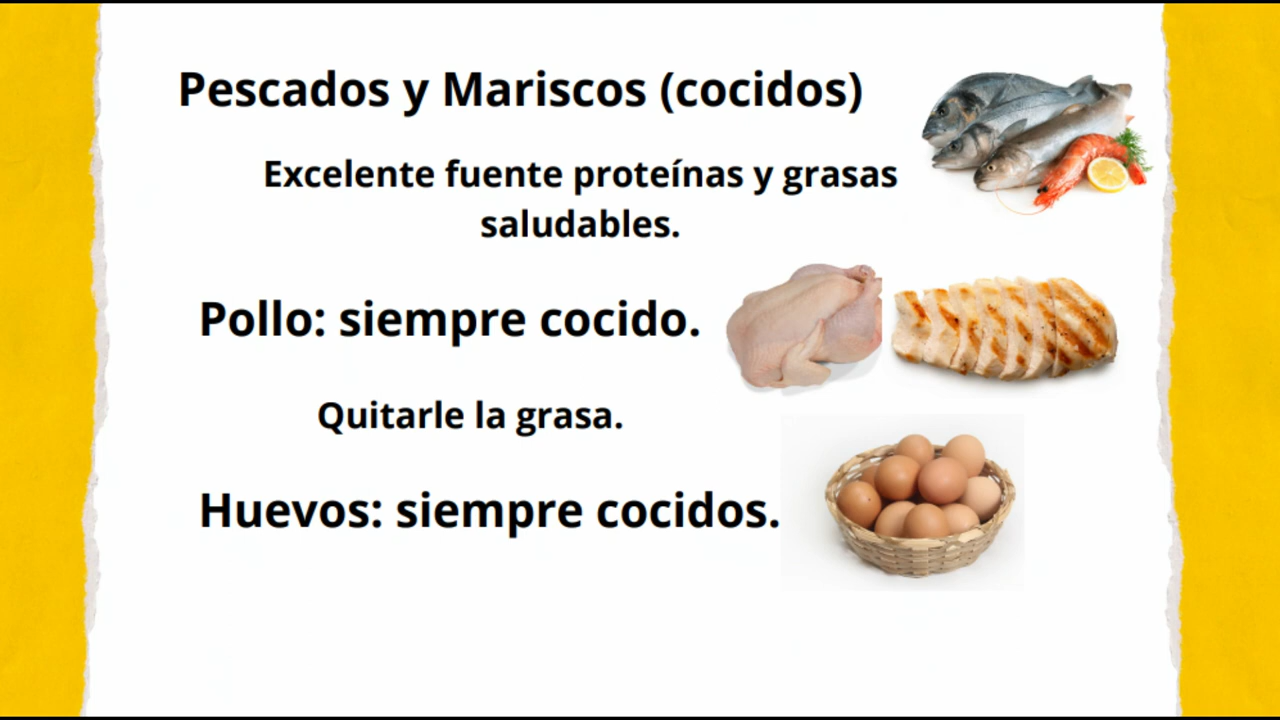 Pescados y Mariscos (cocidos)
Excelente fuente proteínas y grasas
saludables.
Pollo: siempre cocido.
Quitarle la grasa.
Huevos: siempre cocidos.